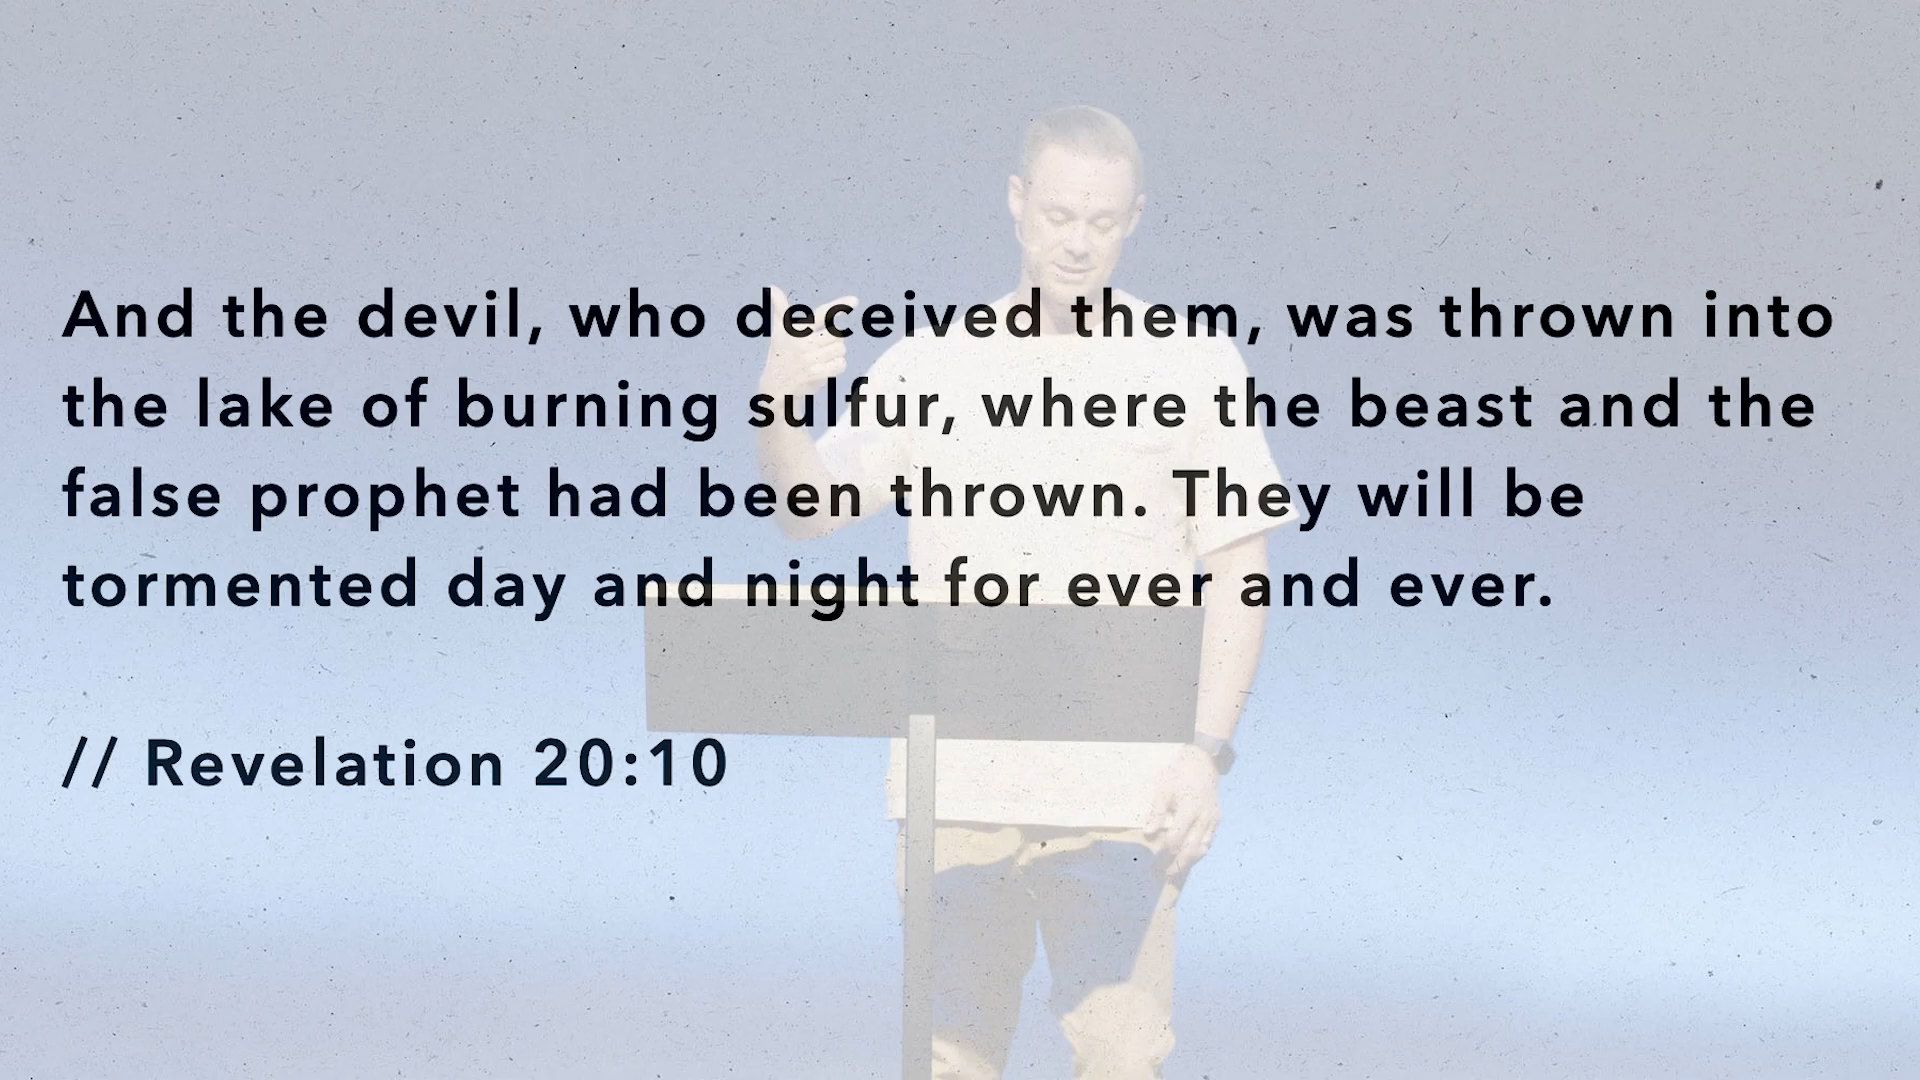 And the devil, who deceived them, was thrown into
the lake of burning sulfur, where the beast and the
false prophet had been thrown. They will be
tormented day and night for ever and ever.
// Revelation 20:10